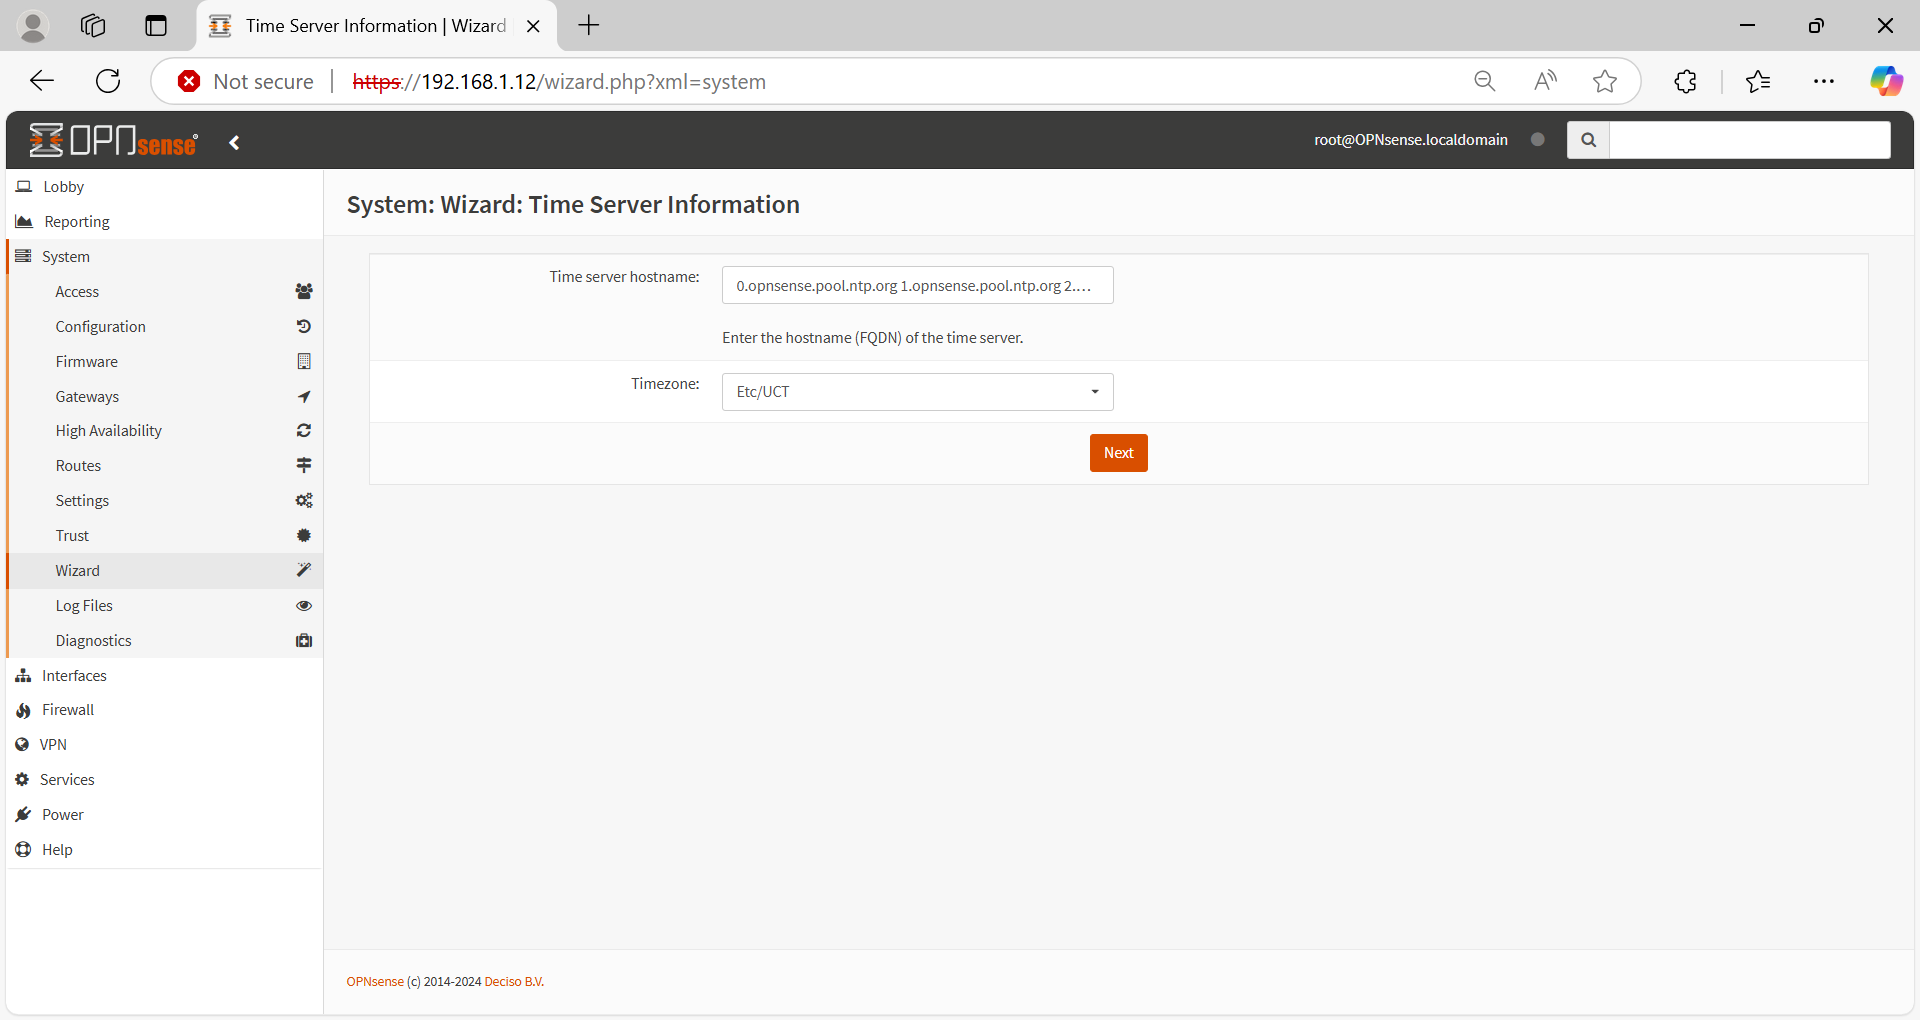 Time Server Information | Wizard
Not secure
https://192.168.1.12/wizard.php?xml=system
OPNsense
root@OPNsense.localdomain
Lobby
Reporting
System
Access
Configuration
Firmware
Gateways
High Availability
Routes
Settings
Trust
Wizard
Log Files
Diagnostics
Interfaces
Firewall
VPN
Services
Power
Help
System: Wizard: Time Server Information
Time server hostname:
0.opnsense.pool.ntp.org 1.opnsense.pool.ntp.org 2....
Enter the hostname (FQDN) of the time server.
Timezone:
Etc/UCT
Next
OPNsense (c) 2014-2024 Deciso B.V.